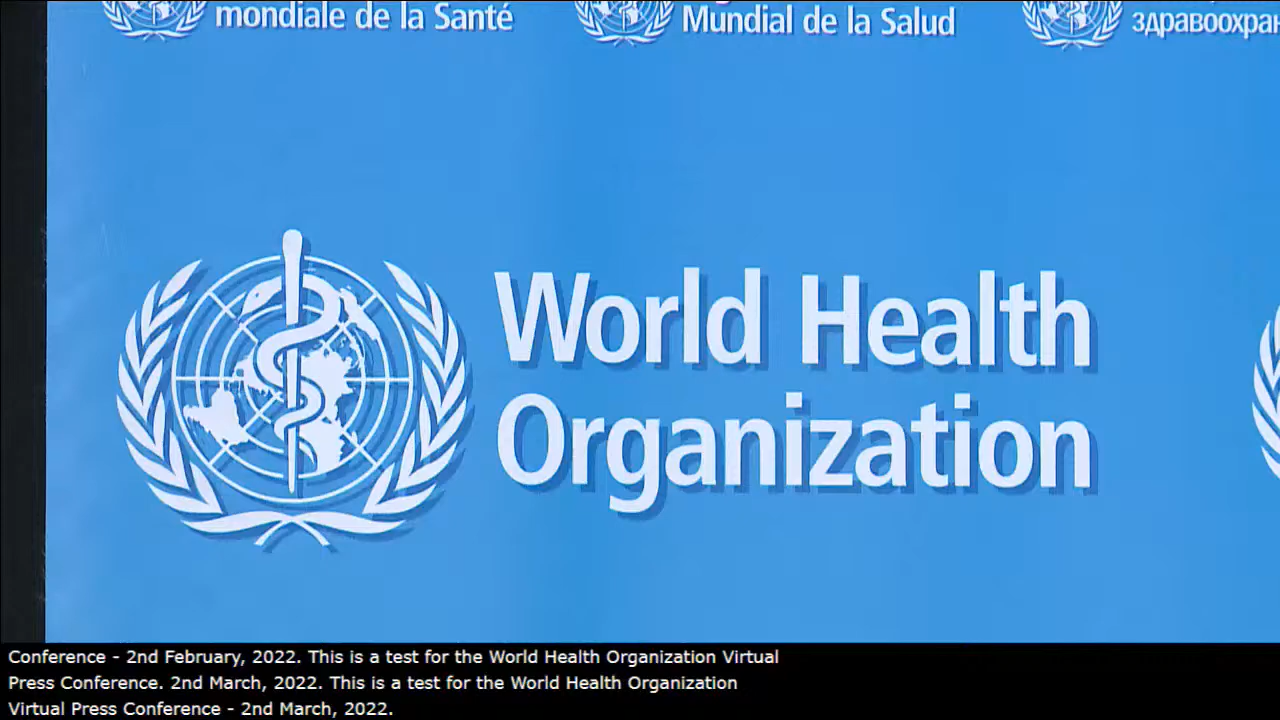 mondiale de la Santé
Mundial de la Salud
World Health
Organization
Conference - 2nd February, 2022. This is a test for the World Health Organization Virtual
Press Conference. 2nd March, 2022. This is a test for the World Health Organization
Virtual Press Conference - 2nd March, 2022.